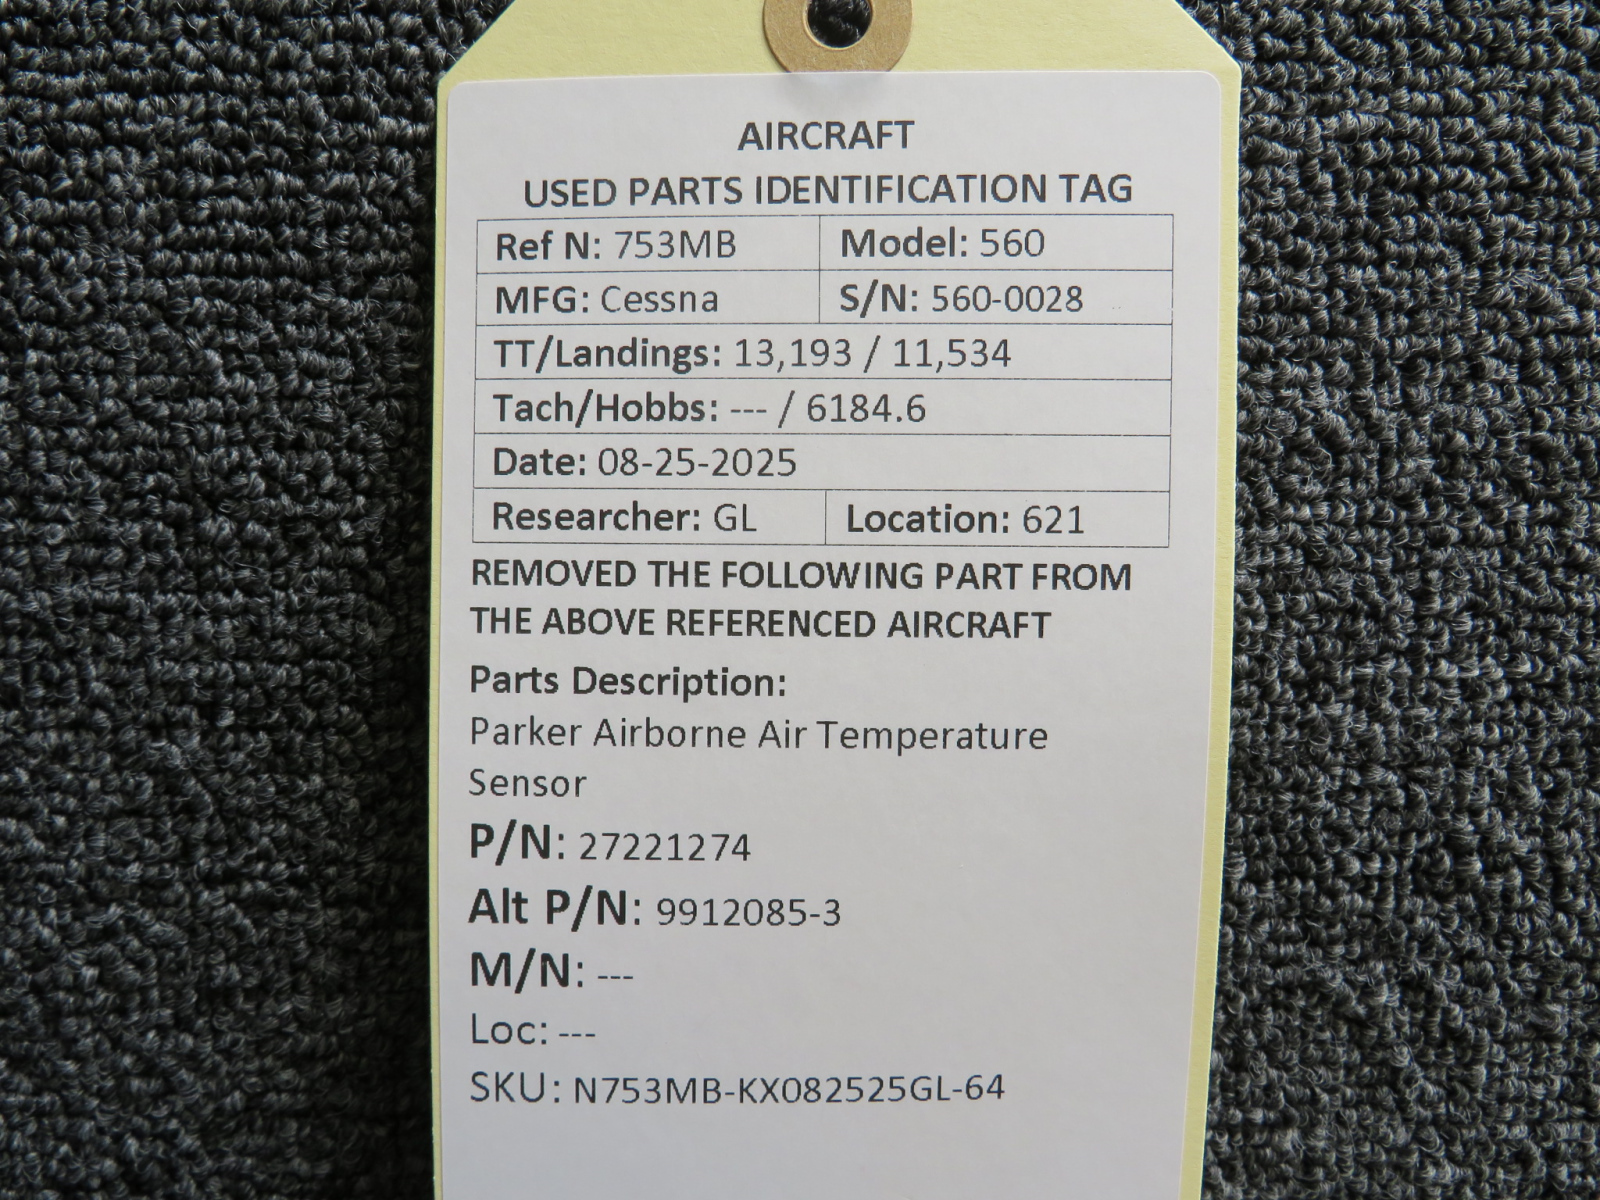 AIRCRAFT
USED PARTS IDENTIFICATION TAG
Ref N: 753MB Model: 560
MFG: Cessna S/N: 560-0028
TT/Landings: 13,193 / 11,534
Tach/Hobbs: --- / 6184.6
Date: 08-25-2025
Researcher: GL Location: 621
REMOVED THE FOLLOWING PART FROM
THE ABOVE REFERENCED AIRCRAFT
Parts Description:
Parker Airborne Air Temperature
Sensor
P/N: 27221274
Alt P/N: 9912085-3
M/N: ---
Loc: ---
SKU: N753MB-KX082525GL-64